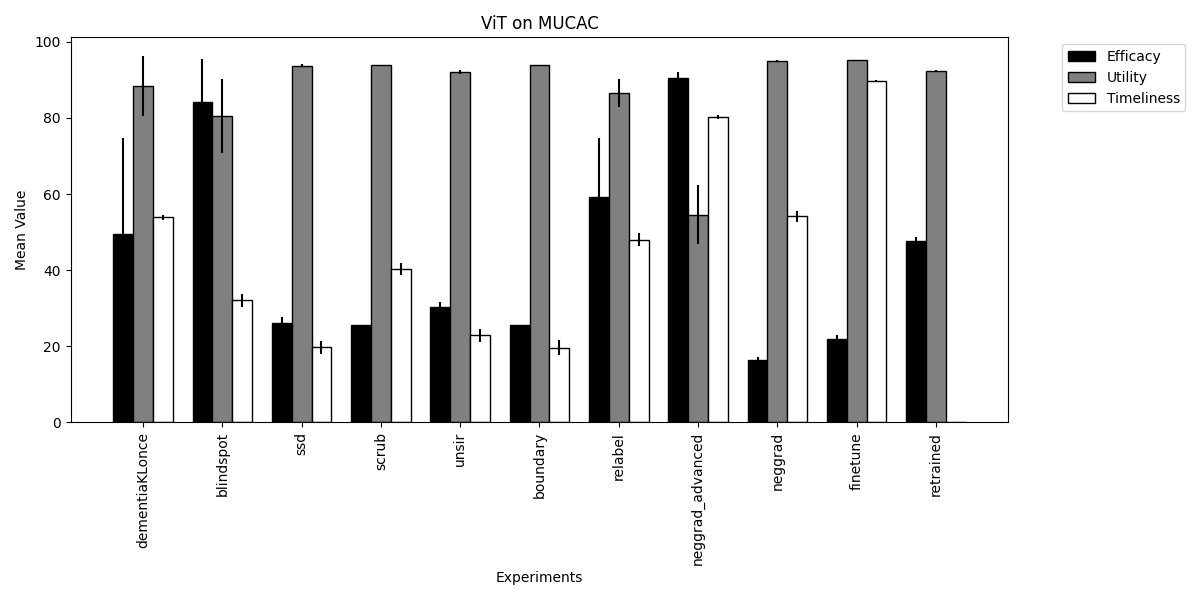 ViT on MUCAC
Efficacy
Utility
Timeliness
Mean Value
100
80
60
40
20
0
dementiaKLonce
blindspot
ssd
scrub
unsir
boundary
relabel
neggrad_advanced
neggrad
finetune
retrained
Experiments